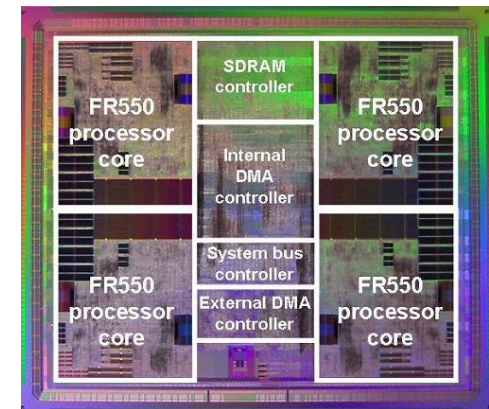 FR550
processor
core
SDRAM
controller
FR550
processor
core
Internal
DMA
controller
System bus
controller
FR550
processor
core
External DMA
controller
FR550
processor
core